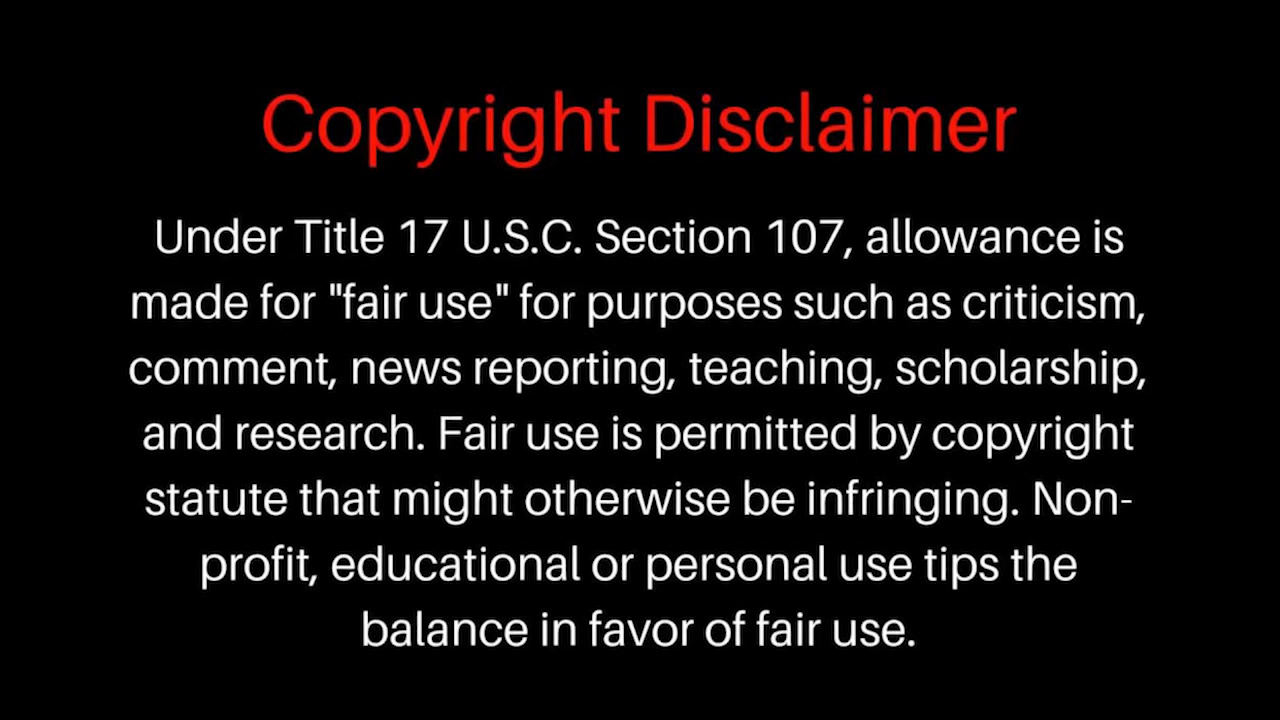 Copyright Disclaimer
Under Title 17 U.S.C. Section 107, allowance is
made for "fair use" for purposes such as criticism,
comment, news reporting, teaching, scholarship,
and research. Fair use is permitted by copyright
statute that might otherwise be infringing. Non-
profit, educational or personal use tips the
balance in favor of fair use.